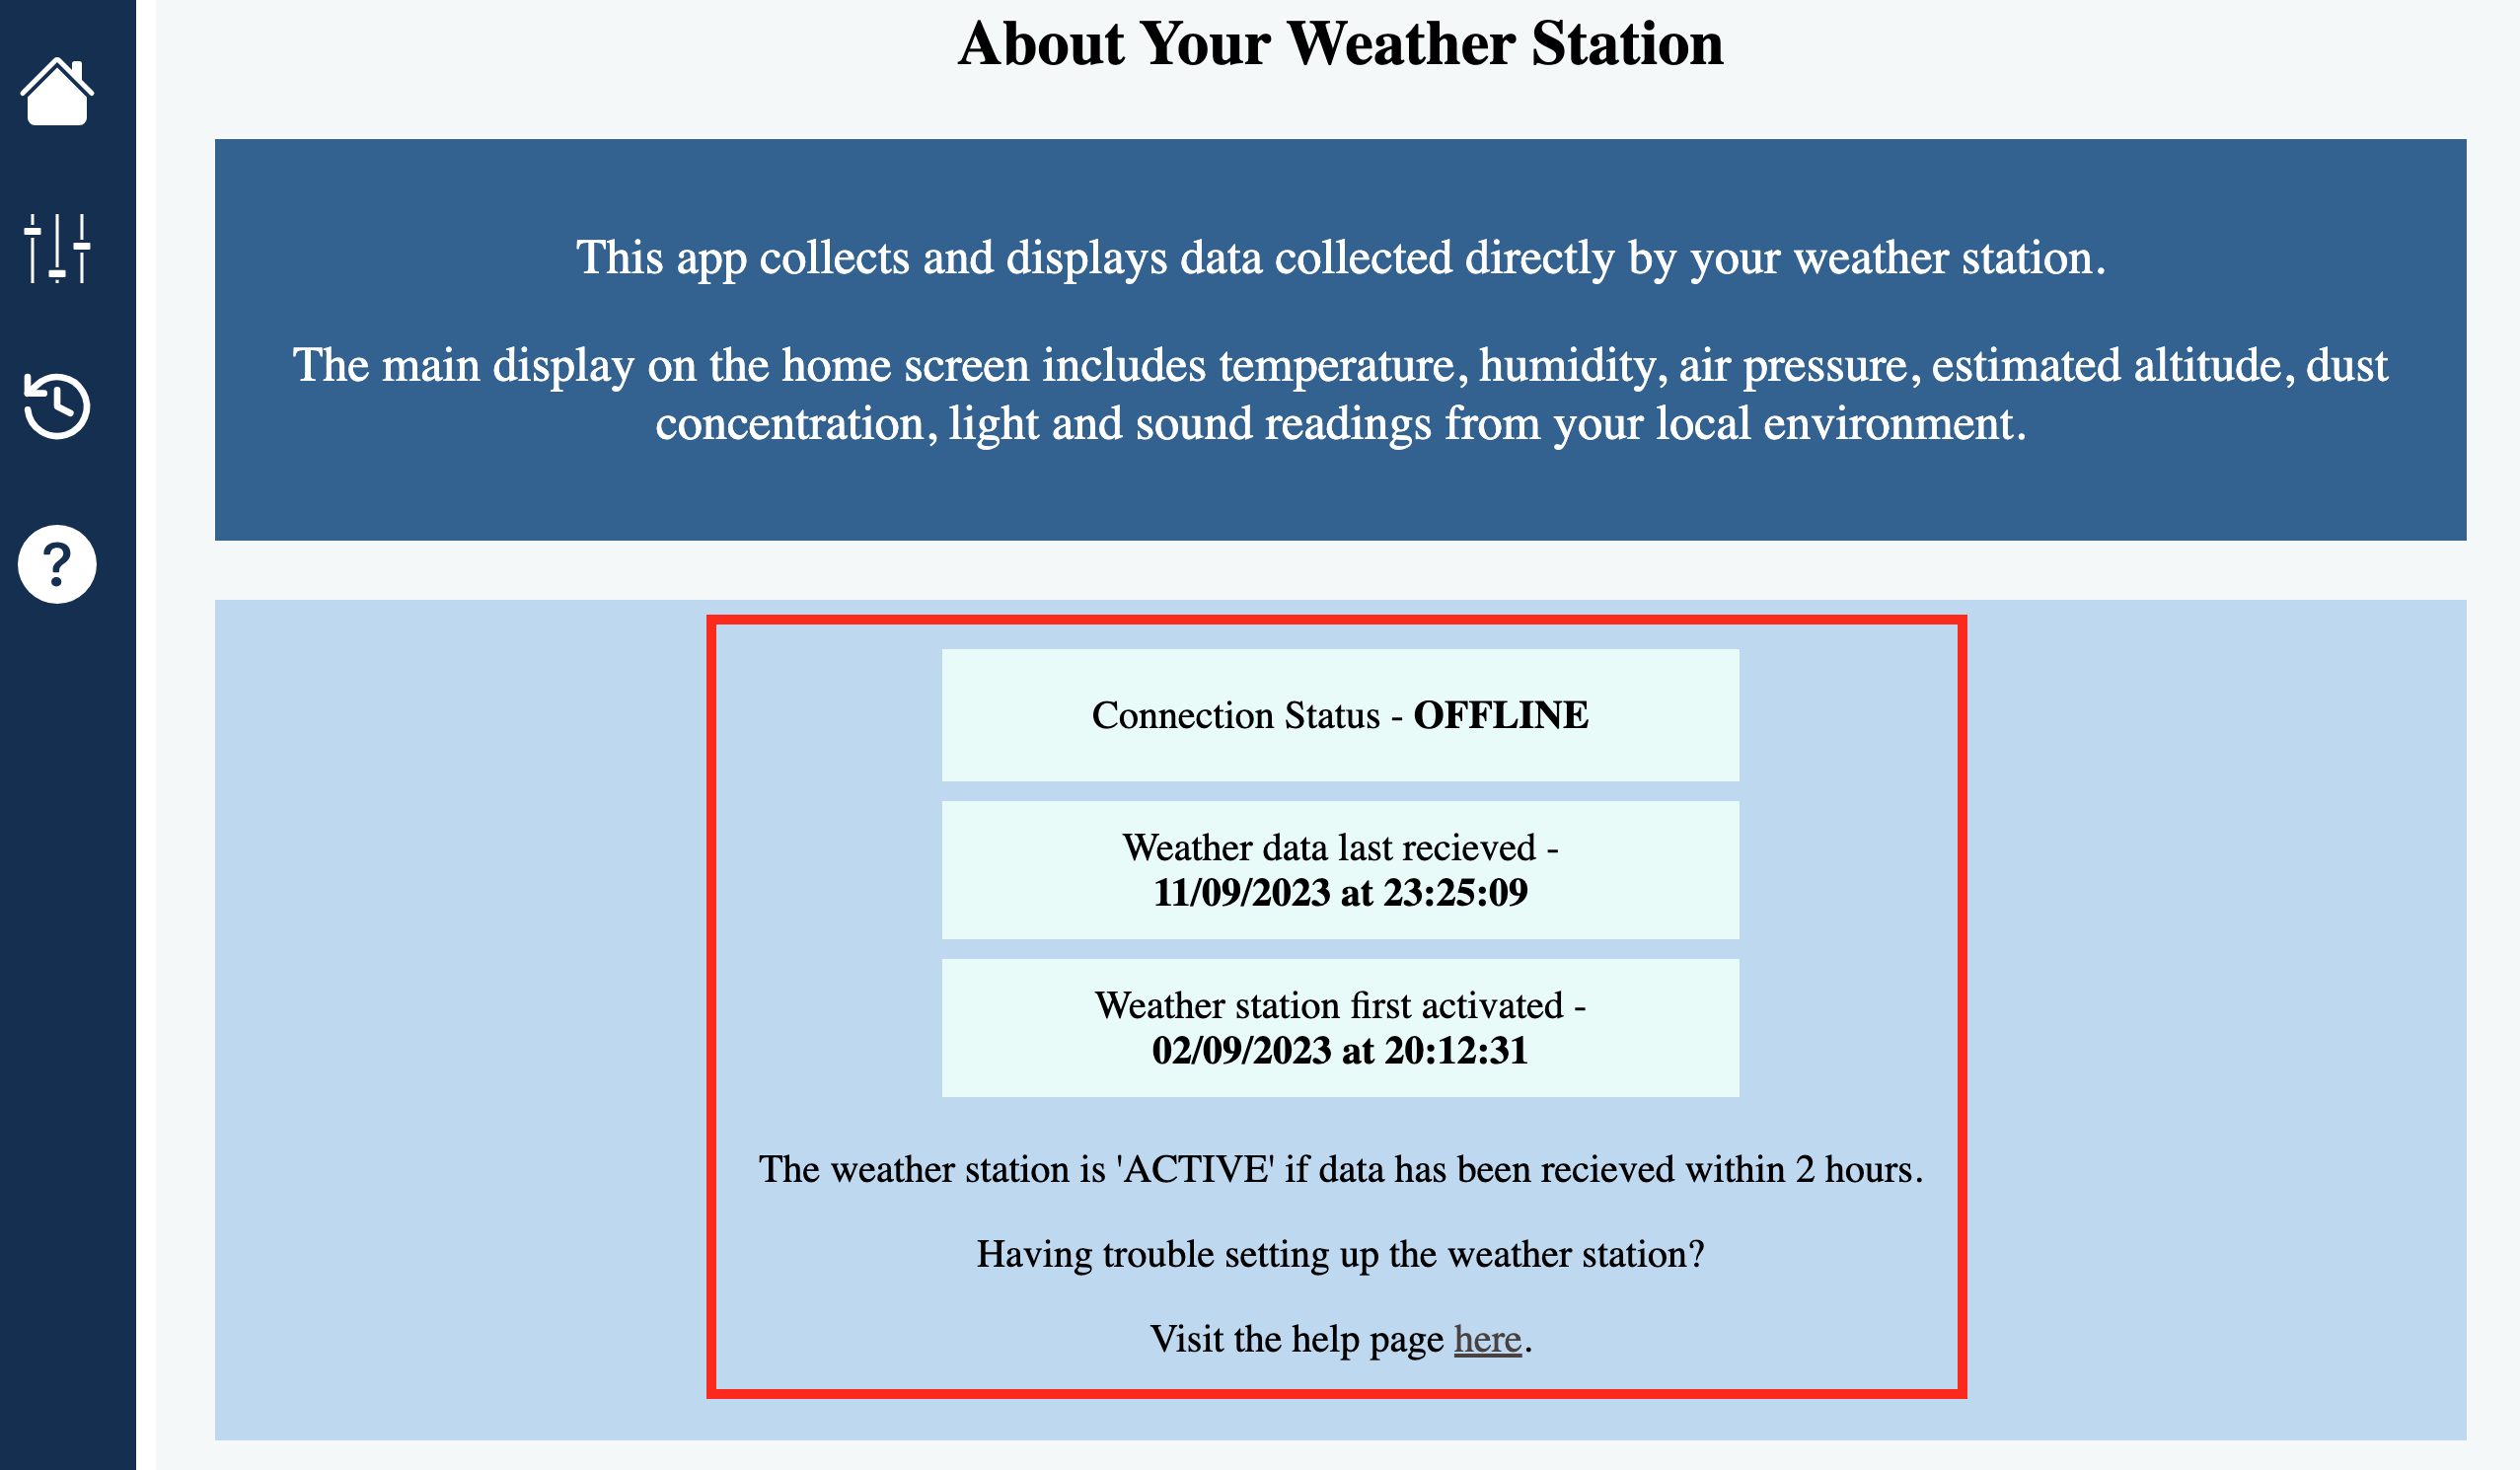 About Your Weather Station
This app collects and displays data collected directly by your weather station.
The main display on the home screen includes temperature, humidity, air pressure, estimated altitude, dust
concentration, light and sound readings from your local environment.
?
Connection Status - OFFLINE
Weather data last recieved -
11/09/2023 at 23:25:09
Weather station first activated -
02/09/2023 at 20:12:31
The weather station is 'ACTIVE' if data has been recieved within 2 hours.
Having trouble setting up the weather station?
Visit the help page here.